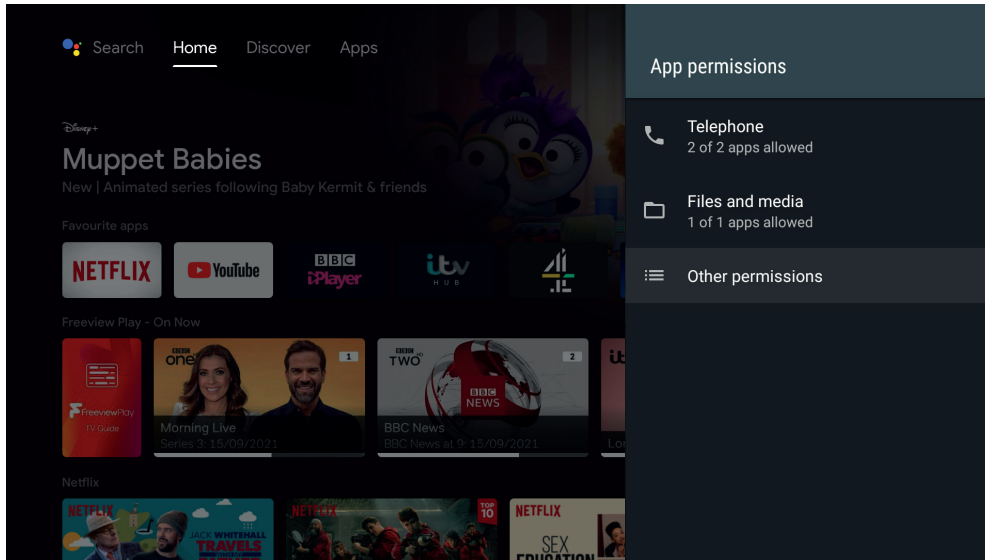 Search Home Discover Apps
Disney+
Muppet Babies
New | Animated series following Baby Kermit & friends
Favourite apps
NETFLIX
YouTube
BBC
iPlayer
itv
HUB
4
Freeview Play - On Now
FreeviewPlay
TV Guide
BBC
one
1
Morning Live
Series 3: 15/09/2021
BBC
TWO HD
2
BBC
NEWS
BBC News
BBC News at 9: 15/09/2021
it
Lo
Netflix
NETFLIX
JACK WHITEHALL
TRAVELS
NETFLIX
TOP
10
NETFLIX
SEX
EDUCATION
App permissions
Telephone
2 of 2 apps allowed
Files and media
1 of 1 apps allowed
Other permissions